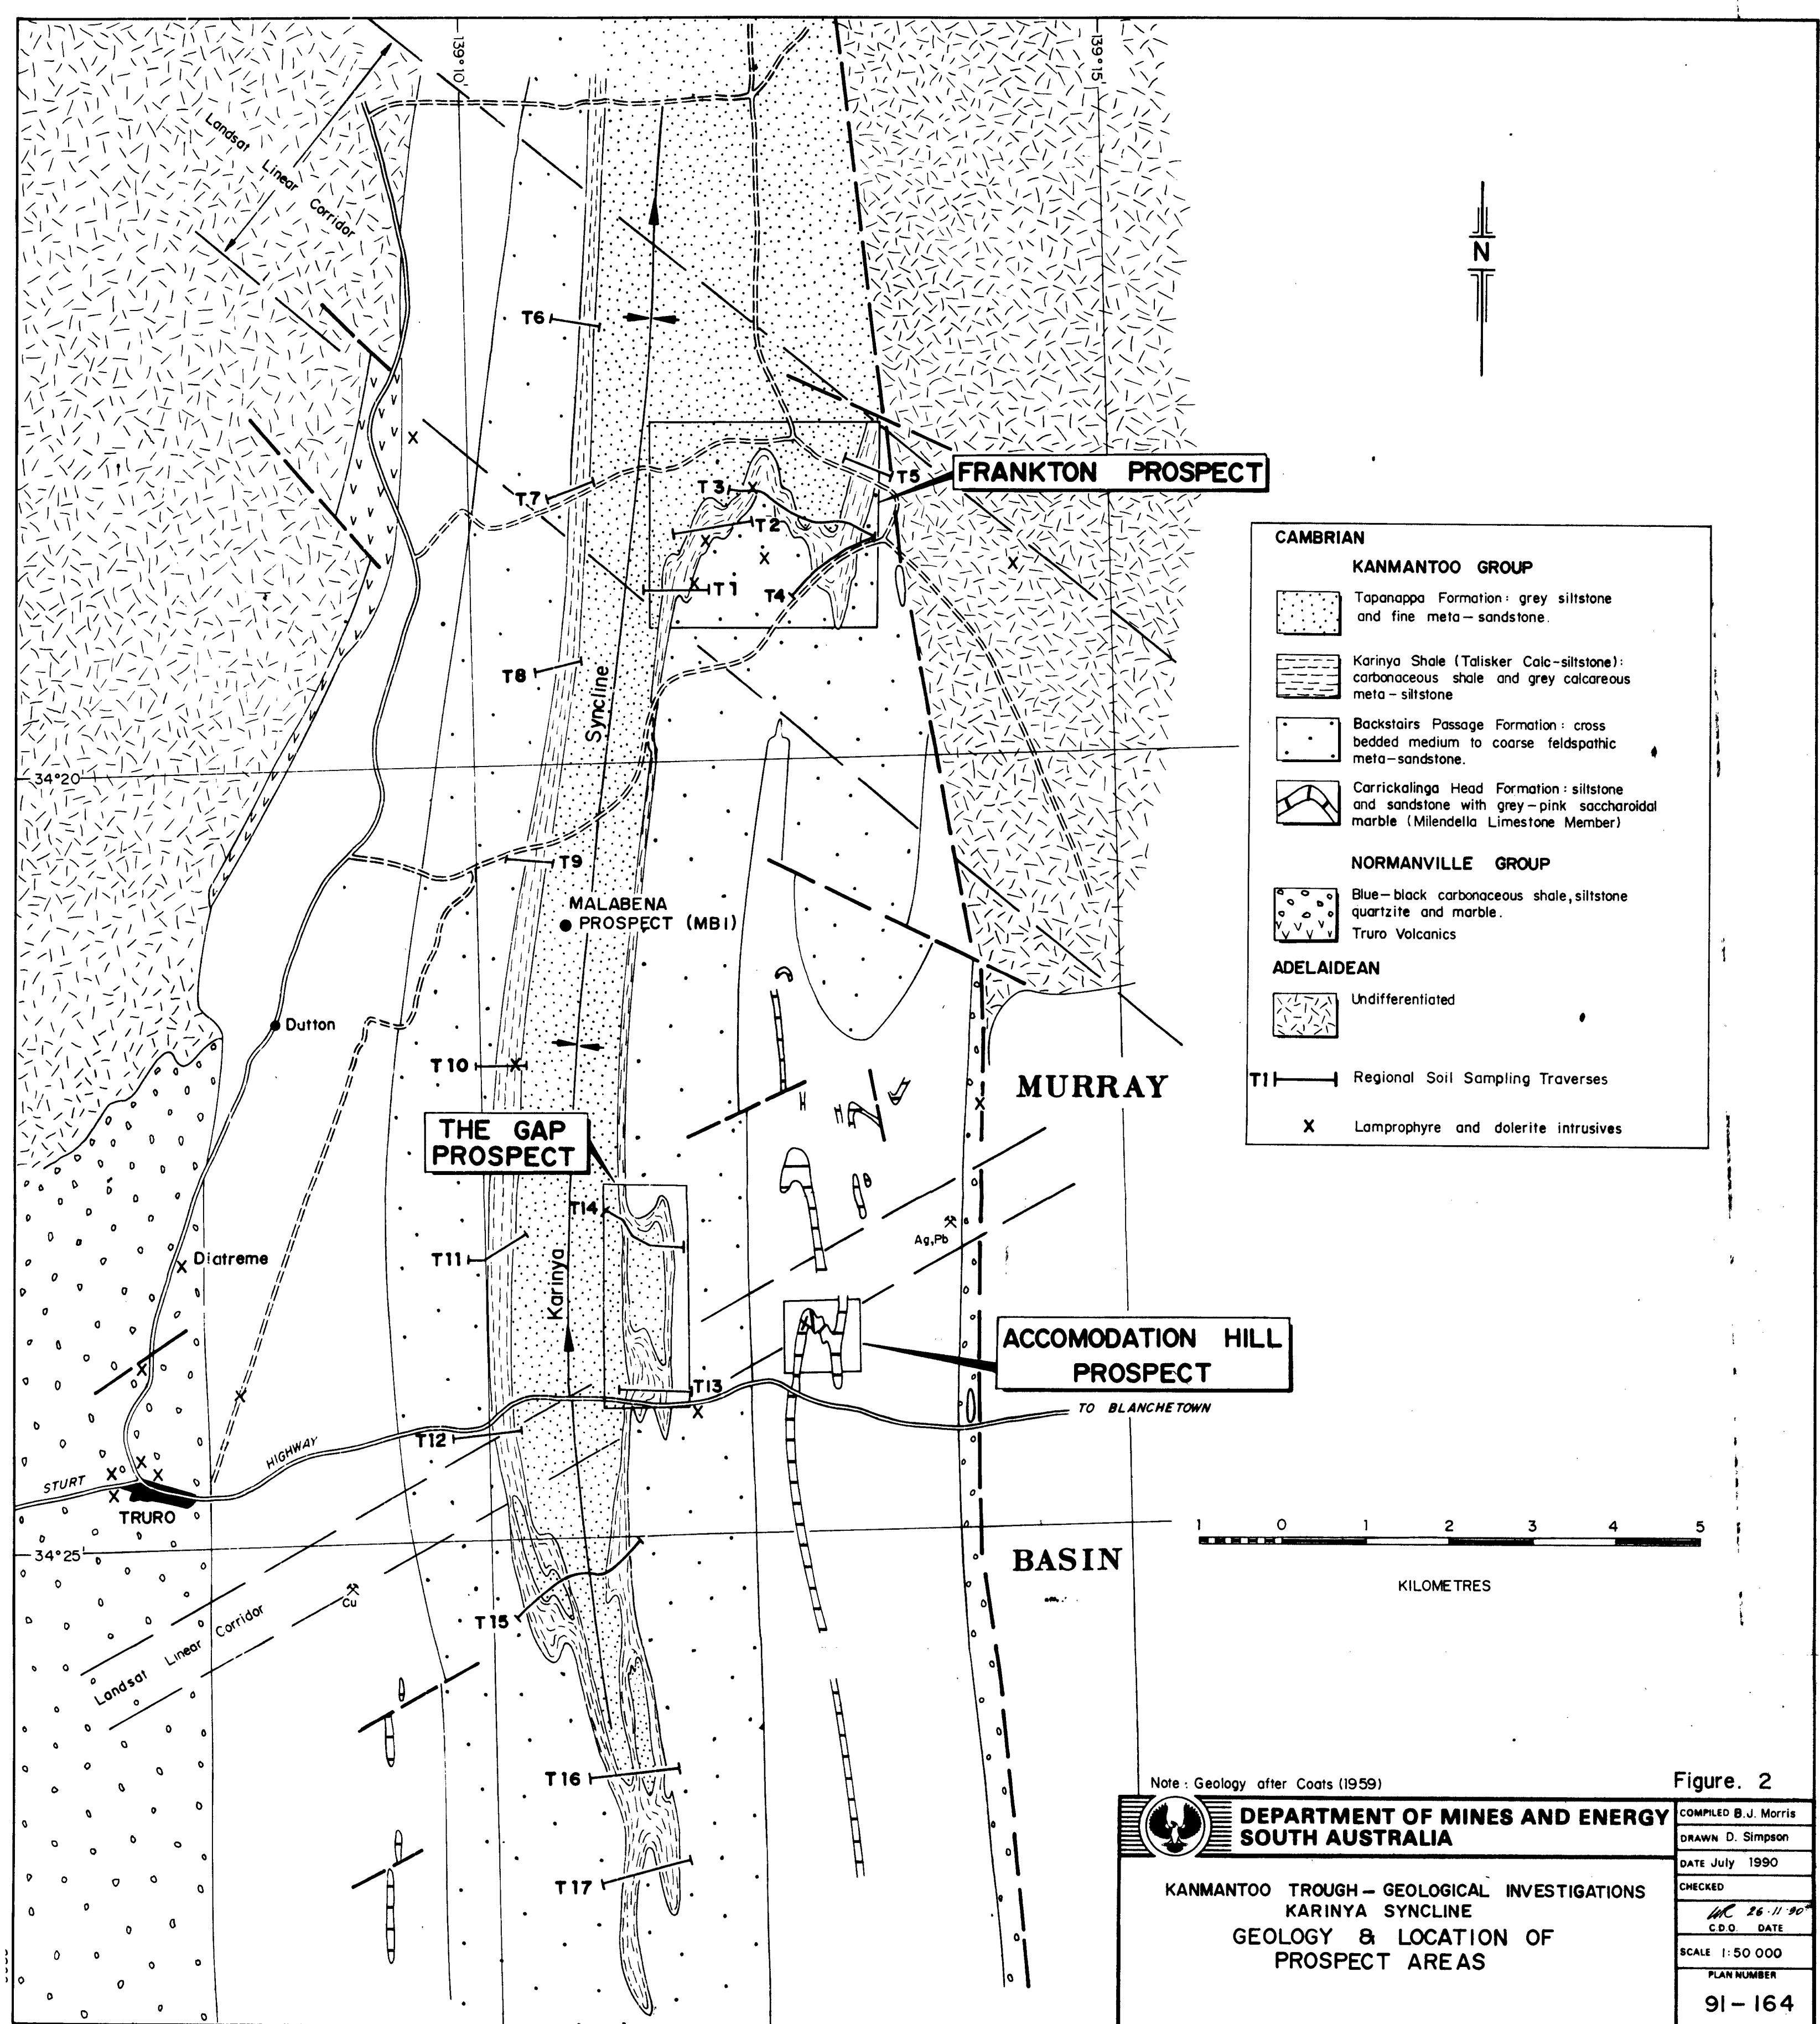 139°10'
139°15'
Landsat
Linear
Corridor
N
T6
T5
FRANKTON PROSPECT
T7
T3
T2
T1
T4
T8
Syncline
34°20'
T9
MALABENA
PROSPECT (MB1)
Dutton
T10
MURRAY
THE GAP
PROSPECT
T14
Ag,Pb
Diatreme
T11
Karinya
ACCOMODATION HILL
PROSPECT
T13
TO BLANCHETOWN
T12
STURT HIGHWAY
TRURO
34°25'
BASIN
Cu
T15
Landsat Linear Corridor
T16
T17
CAMBRIAN
KANMANTOO GROUP
Tapanappa Formation: grey siltstone
and fine meta-sandstone.
Karinya Shale (Talisker Calc-siltstone):
carbonaceous shale and grey calcareous
meta-siltstone
Backstairs Passage Formation: cross
bedded medium to coarse feldspathic
meta-sandstone.
Carrickalinga Head Formation: siltstone
and sandstone with grey-pink saccharoidal
marble (Milendella Limestone Member)
NORMANVILLE GROUP
Blue-black carbonaceous shale, siltstone
quartzite and marble.
Truro Volcanics
ADELAIDEAN
Undifferentiated
T1 Regional Soil Sampling Traverses
X Lamprophyre and dolerite intrusives
1 0 1 2 3 4 5
KILOMETRES
Note: Geology after Coats (1959)
Figure. 2
DEPARTMENT OF MINES AND ENERGY
SOUTH AUSTRALIA
KANMANTOO TROUGH - GEOLOGICAL INVESTIGATIONS
KARINYA SYNCLINE
GEOLOGY & LOCATION OF
PROSPECT AREAS
COMPILED B.J. Morris
DRAWN D. Simpson
DATE July 1990
CHECKED
26·11·90
C.D.O. DATE
SCALE 1:50 000
PLAN NUMBER
91-164